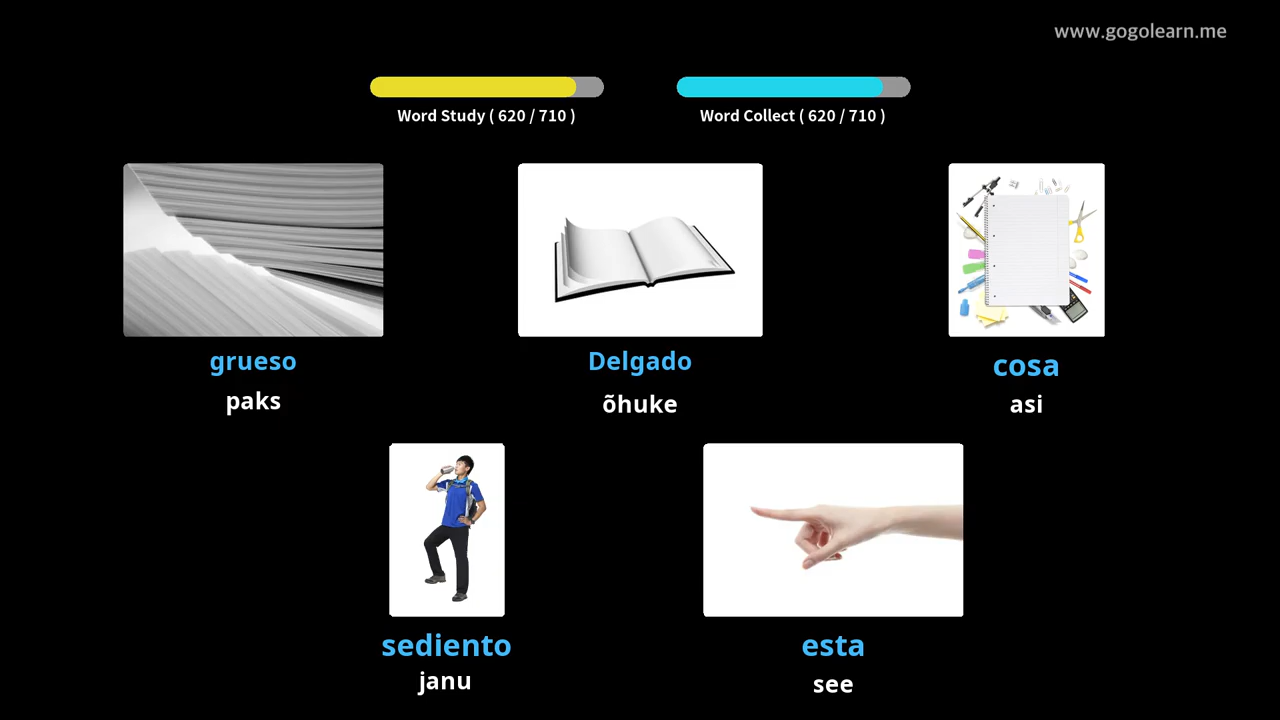 www.gogolearn.me
Word Study ( 620 / 710 )
Word Collect ( 620 / 710 )
grueso
Delgado
cosa
paks
õhuke
asi
sediento
esta
janu
see